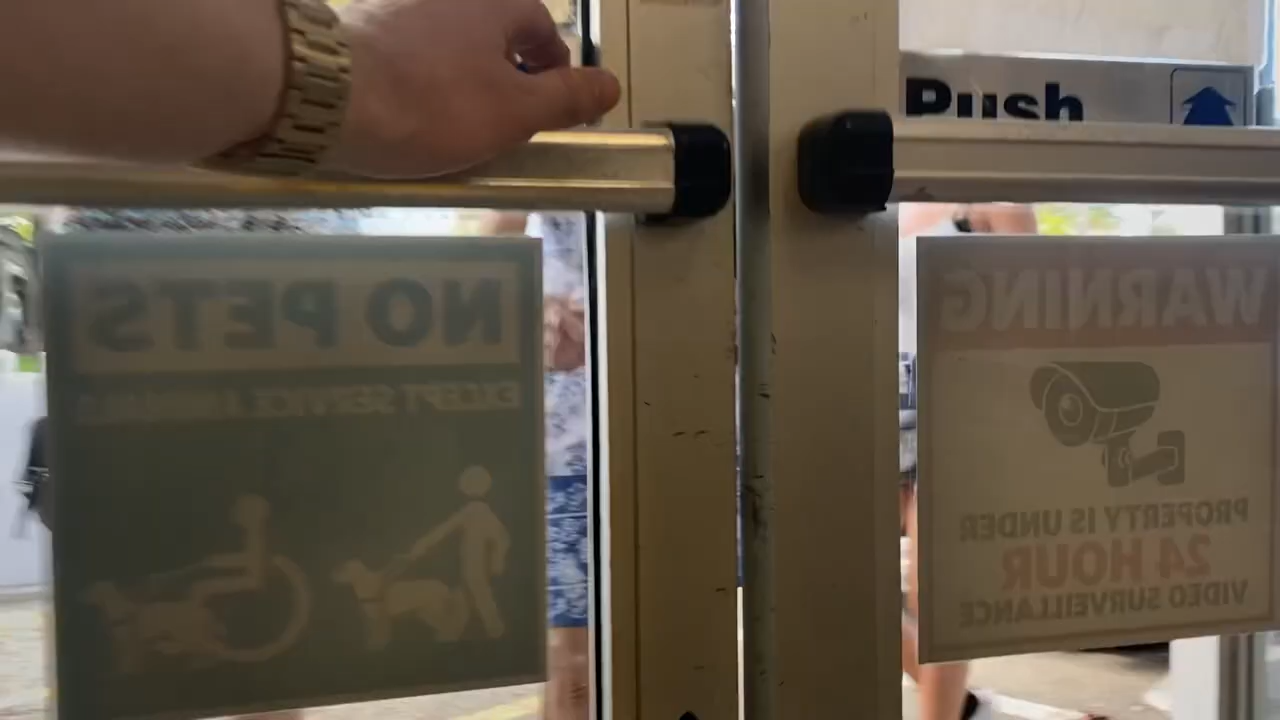 Push
NO PETS
EXCEPT SERVICE ANIMALS
WARNING
PROPERTY IS UNDER
24 HOUR
VIDEO SURVEILLANCE